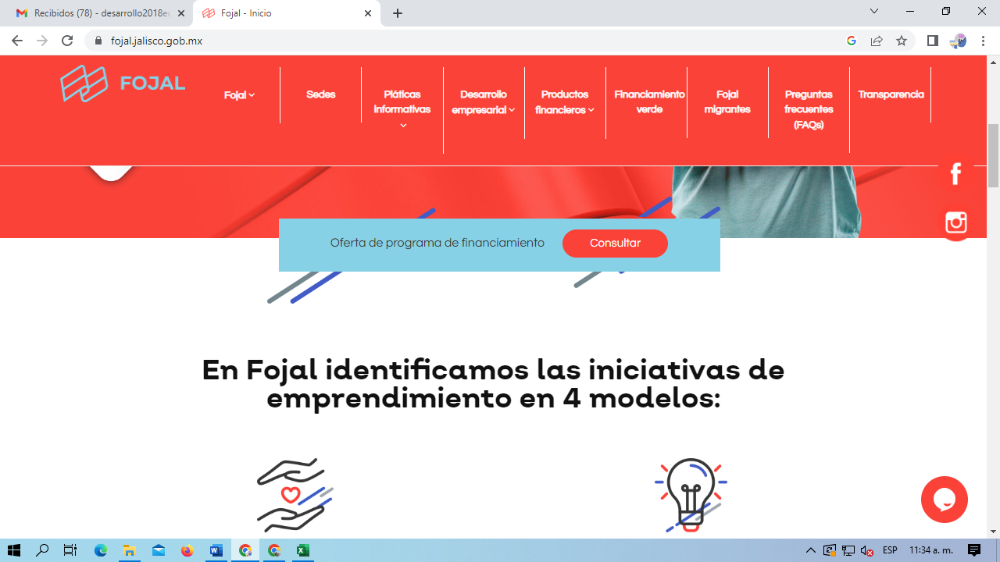 Recibidos (78) - desarrollo2018ec
Fojal - Inicio
fojal.jalisco.gob.mx
FOJAL
Fojal
Sedes
Pláticas
informativas
Desarrollo
empresarial
Productos
financieros
Financiamiento
verde
Fojal
migrantes
Preguntas
frecuentes
(FAQs)
Transparencia
Oferta de programa de financiamiento
Consultar
En Fojal identificamos las iniciativas de
emprendimiento en 4 modelos:
ESP
11:34 a. m.